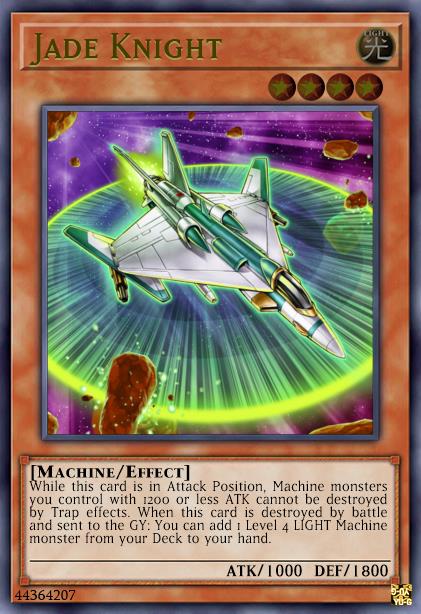 JADE KNIGHT
LIGHT
光
[MACHINE/EFFECT]
While this card is in Attack Position, Machine monsters
you control with 1200 or less ATK cannot be destroyed
by Trap effects. When this card is destroyed by battle
and sent to the GY: You can add 1 Level 4 LIGHT Machine
monster from your Deck to your hand.
ATK/1000 DEF/1800
44364207